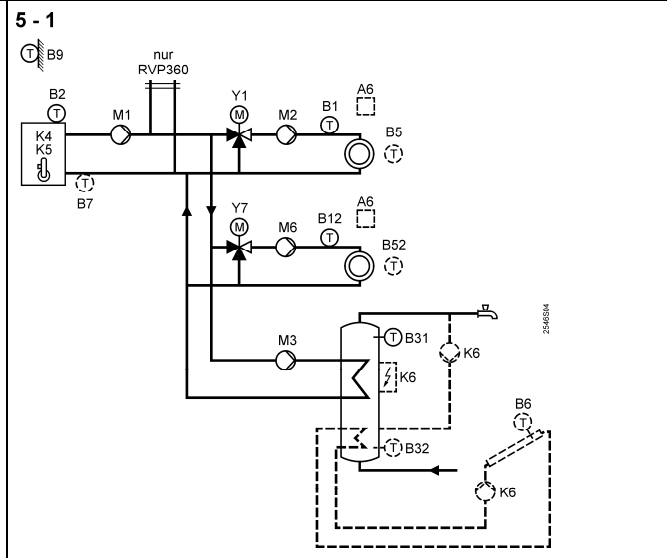 5 - 1
T B9
nur
RVP360
B2
T
M1
Y1
M
M2
B1
T
A6
K4
K5
B5
T
T
B7
Y7
M
M6
B12
T
A6
B52
T
M3
T B31
K6
K6
T B32
B6
T
K6
2546S04